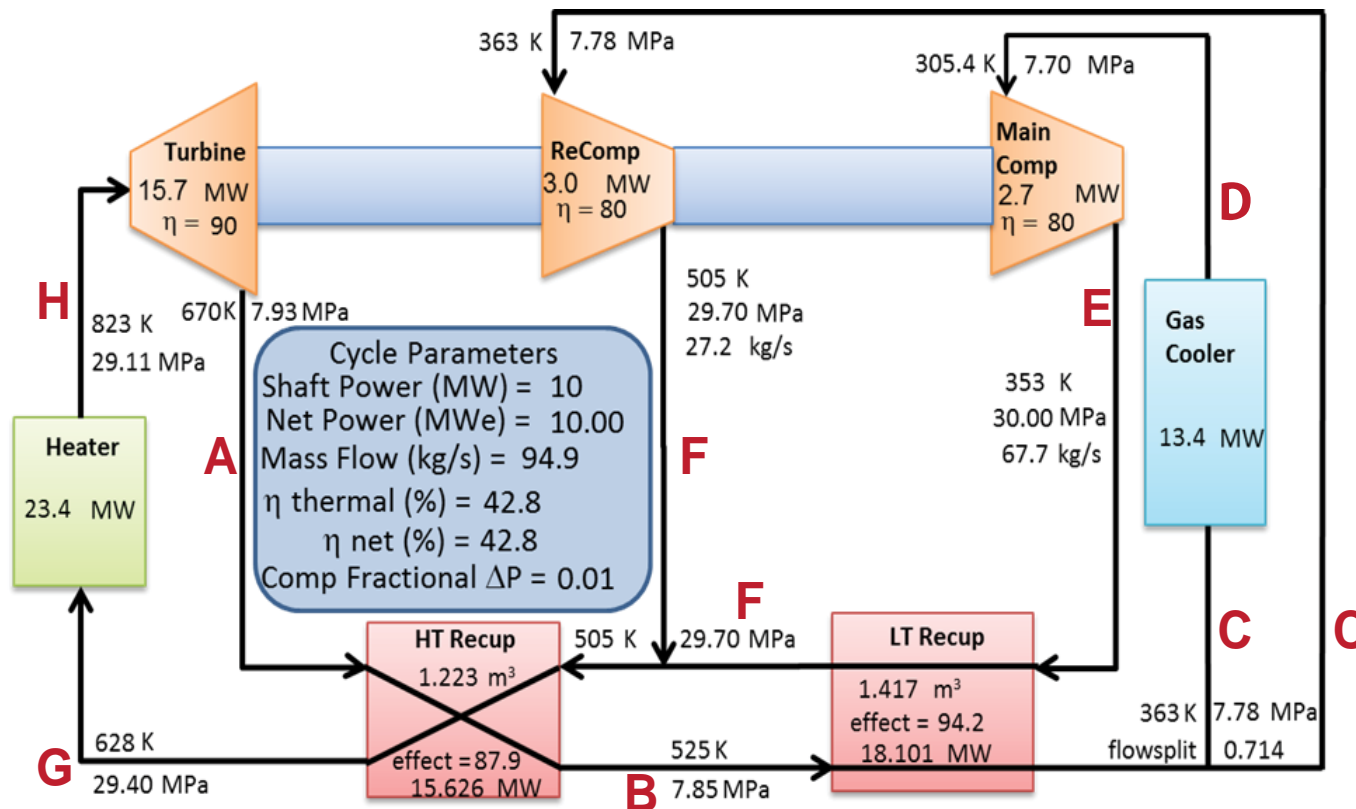 363 K 7.78 MPa
305.4 K 7.70 MPa
Turbine
15.7 MW
η = 90
ReComp
3.0 MW
η = 80
Main
Comp
2.7 MW
η = 80
D
H
823 K
29.11 MPa
670K 7.93 MPa
505 K
29.70 MPa
27.2 kg/s
E
Gas
Cooler
13.4 MW
353 K
30.00 MPa
67.7 kg/s
Cycle Parameters
Shaft Power (MW) = 10
Net Power (MWe) = 10.00
Mass Flow (kg/s) = 94.9
η thermal (%) = 42.8
η net (%) = 42.8
Comp Fractional ΔP = 0.01
Heater
23.4 MW
A
F
F
C
C
HT Recup
1.223 m³
effect = 87.9
15.626 MW
505 K 29.70 MPa
LT Recup
1.417 m³
effect = 94.2
18.101 MW
363 K 7.78 MPa
flowsplit 0.714
G
628 K
29.40 MPa
525 K
B 7.85 MPa